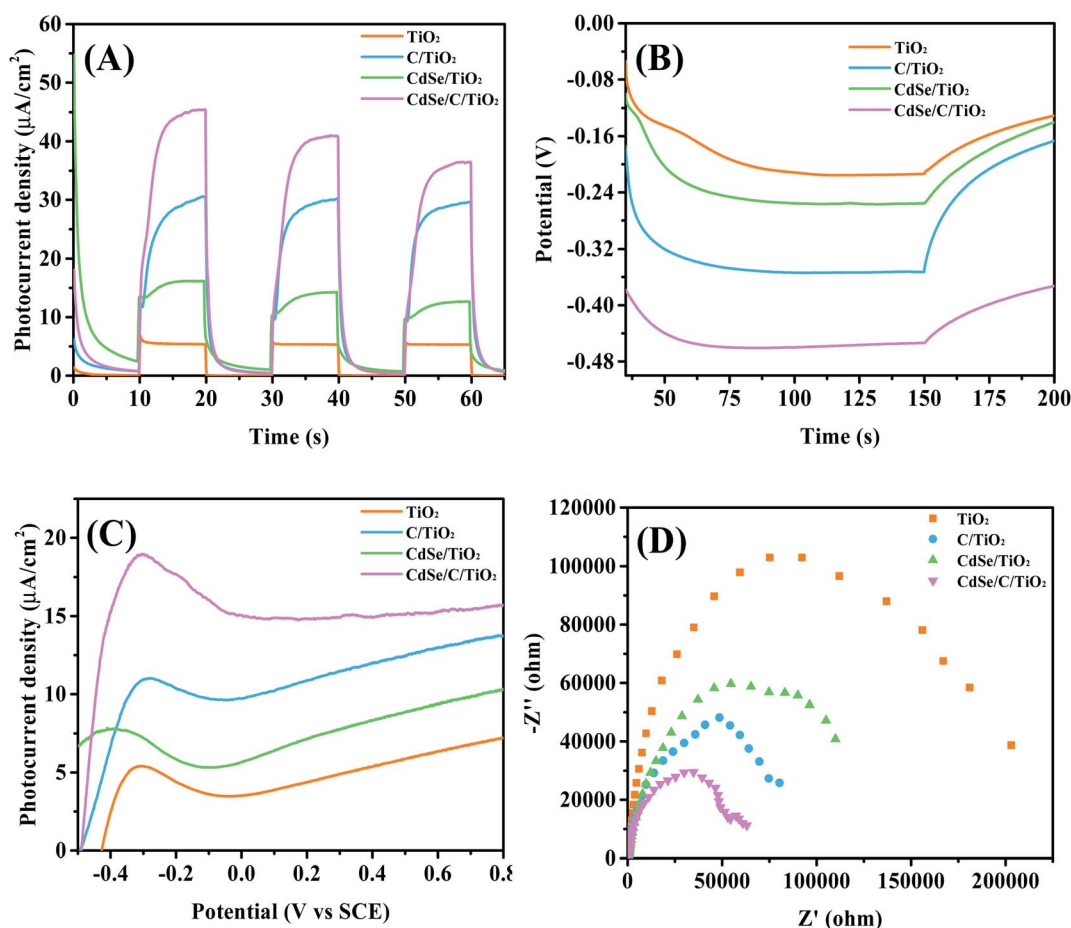 (A)
TiO₂
C/TiO₂
CdSe/TiO₂
CdSe/C/TiO₂
Photocurrent density (μA/cm²)
60
50
40
30
20
10
0
0 10 20 30 40 50 60
Time (s)
(B)
TiO₂
C/TiO₂
CdSe/TiO₂
CdSe/C/TiO₂
Potential (V)
0.00
-0.08
-0.16
-0.24
-0.32
-0.40
-0.48
50 75 100 125 150 175 200
Time (s)
(C)
TiO₂
C/TiO₂
CdSe/TiO₂
CdSe/C/TiO₂
Photocurrent density (μA/cm²)
20
15
10
5
0
-0.4 -0.2 0.0 0.2 0.4 0.6 0.8
Potential (V vs SCE)
(D)
TiO₂
C/TiO₂
CdSe/TiO₂
CdSe/C/TiO₂
-Z'' (ohm)
120000
100000
80000
60000
40000
20000
0
0 50000 100000 150000 200000
Z' (ohm)